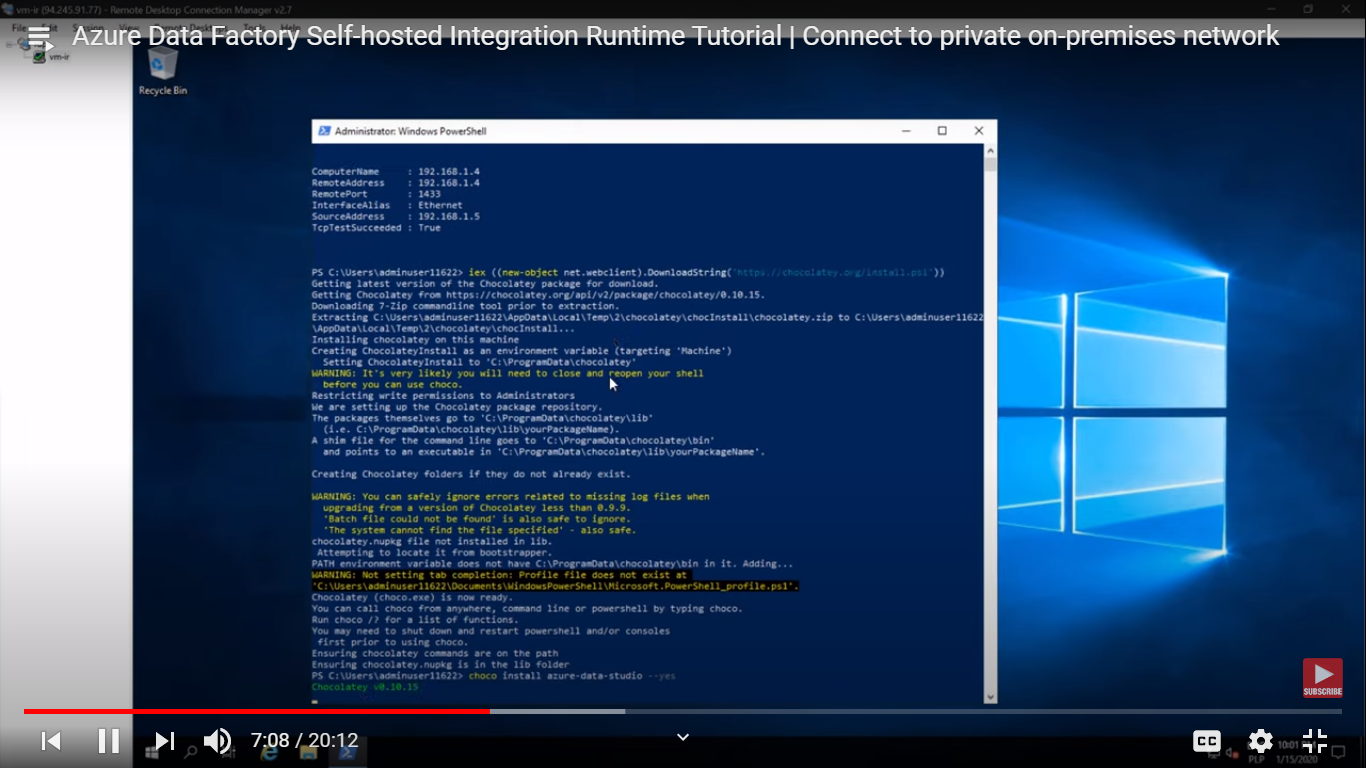 vm-ir (94.245.91.77) - Remote Desktop Connection Manager v2.7
File Edit Session View Remote Desktops Tools Help
Azure Data Factory Self-hosted Integration Runtime Tutorial | Connect to private on-premises network
vm-ir
Recycle Bin
Administrator: Windows PowerShell
ComputerName : 192.168.1.4
RemoteAddress : 192.168.1.4
RemotePort : 1433
InterfaceAlias : Ethernet
SourceAddress : 192.168.1.5
TcpTestSucceeded : True
PS C:\Users\adminuser11622> iex ((new-object net.webclient).DownloadString('https://chocolatey.org/install.ps1'))
Getting latest version of the Chocolatey package for download.
Getting Chocolatey from https://chocolatey.org/api/v2/package/chocolatey/0.10.15.
Downloading 7-Zip commandline tool prior to extraction.
Extracting C:\Users\adminuser11622\AppData\Local\Temp\2\chocolatey\chocInstall\chocolatey.zip to C:\Users\adminuser11622
\AppData\Local\Temp\2\chocolatey\chocInstall...
Installing chocolatey on this machine
Creating ChocolateyInstall as an environment variable (targeting 'Machine')
Setting ChocolateyInstall to 'C:\ProgramData\chocolatey'
WARNING: It's very likely you will need to close and reopen your shell
before you can use choco.
Restricting write permissions to Administrators
We are setting up the Chocolatey package repository.
The packages themselves go to 'C:\ProgramData\chocolatey\lib'
(i.e. C:\ProgramData\chocolatey\lib\yourPackageName).
A shim file for the command line goes to 'C:\ProgramData\chocolatey\bin'
and points to an executable in 'C:\ProgramData\chocolatey\lib\yourPackageName'.
Creating Chocolatey folders if they do not already exist.
WARNING: You can safely ignore errors related to missing log files when
upgrading from a version of Chocolatey less than 0.9.9.
'Batch file could not be found' is also safe to ignore.
'The system cannot find the file specified' - also safe.
chocolatey.nupkg file not installed in lib.
Attempting to locate it from bootstrapper.
PATH environment variable does not have C:\ProgramData\chocolatey\bin in it. Adding...
WARNING: Not setting tab completion: Profile file does not exist at
'C:\Users\adminuser11622\Documents\WindowsPowerShell\Microsoft.PowerShell_profile.ps1'.
Chocolatey (choco.exe) is now ready.
You can call choco from anywhere, command line or powershell by typing choco.
Run choco /? for a list of functions.
You may need to shut down and restart powershell and/or consoles
first prior to using choco.
Ensuring chocolatey commands are on the path
Ensuring chocolatey.nupkg is in the lib folder
PS C:\Users\adminuser11622> choco install azure-data-studio --yes
Chocolatey v0.10.15
SUBSCRIBE
7:08 / 20:12
CC
10:01 PM
PLP 1/15/2020